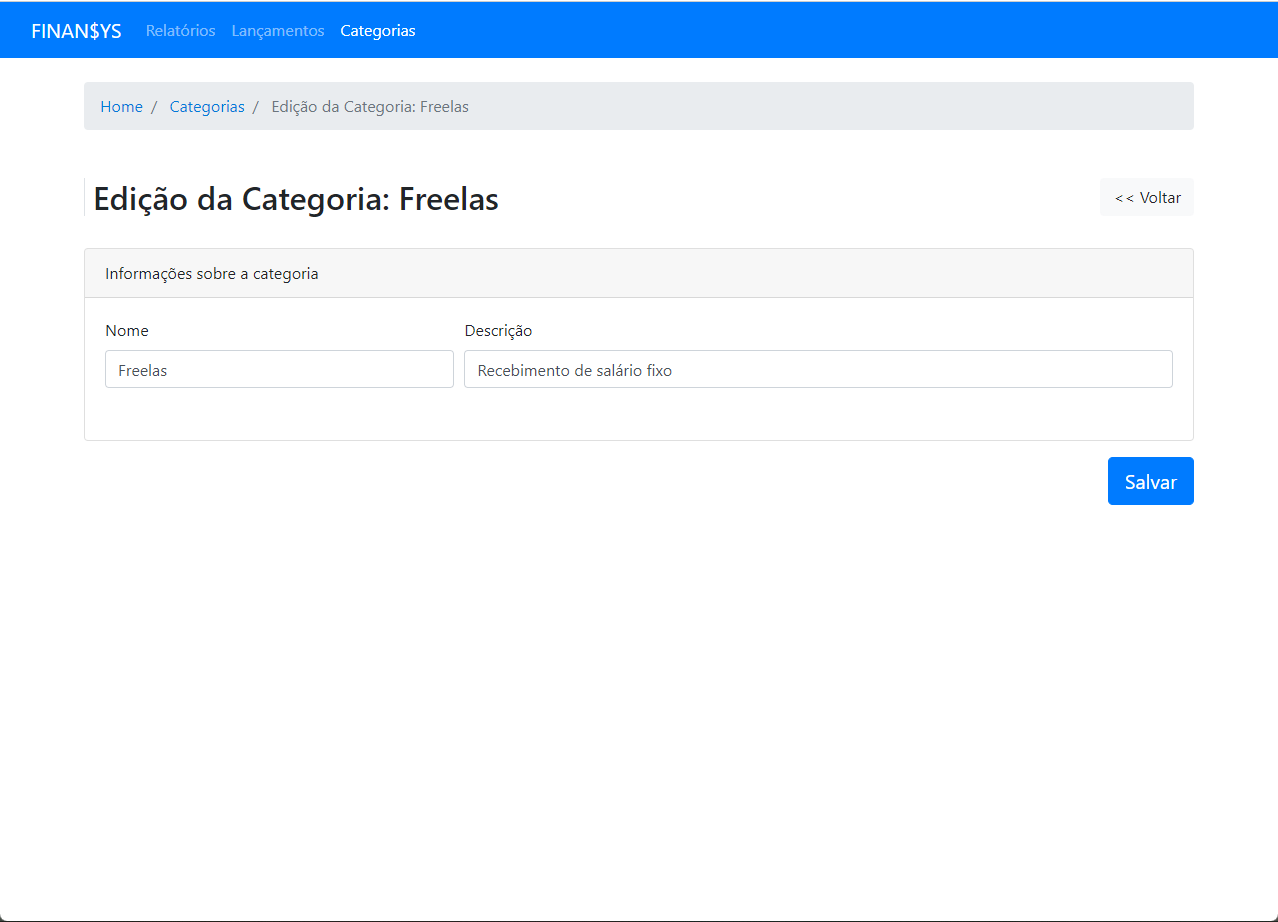 FINAN$YS Relatórios Lançamentos Categorias
Home / Categorias / Edição da Categoria: Freelas
Edição da Categoria: Freelas << Voltar
Informações sobre a categoria
Nome Descrição
Freelas Recebimento de salário fixo
Salvar